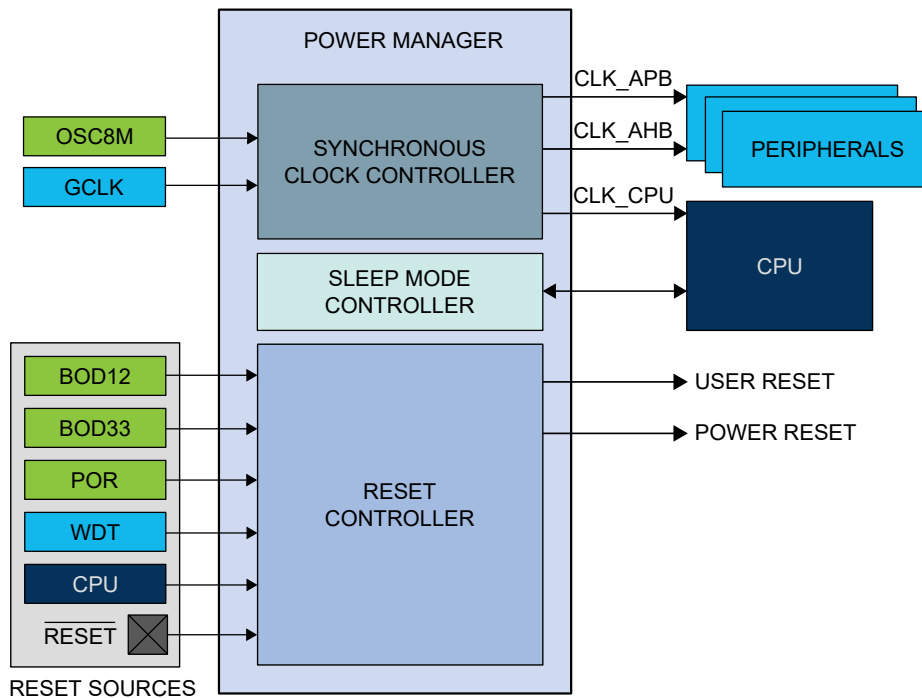 POWER MANAGER
OSC8M
GCLK
SYNCHRONOUS
CLOCK CONTROLLER
CLK_APB
CLK_AHB
CLK_CPU
PERIPHERALS
CPU
SLEEP MODE
CONTROLLER
BOD12
BOD33
POR
WDT
CPU
RESET
RESET SOURCES
RESET
CONTROLLER
USER RESET
POWER RESET